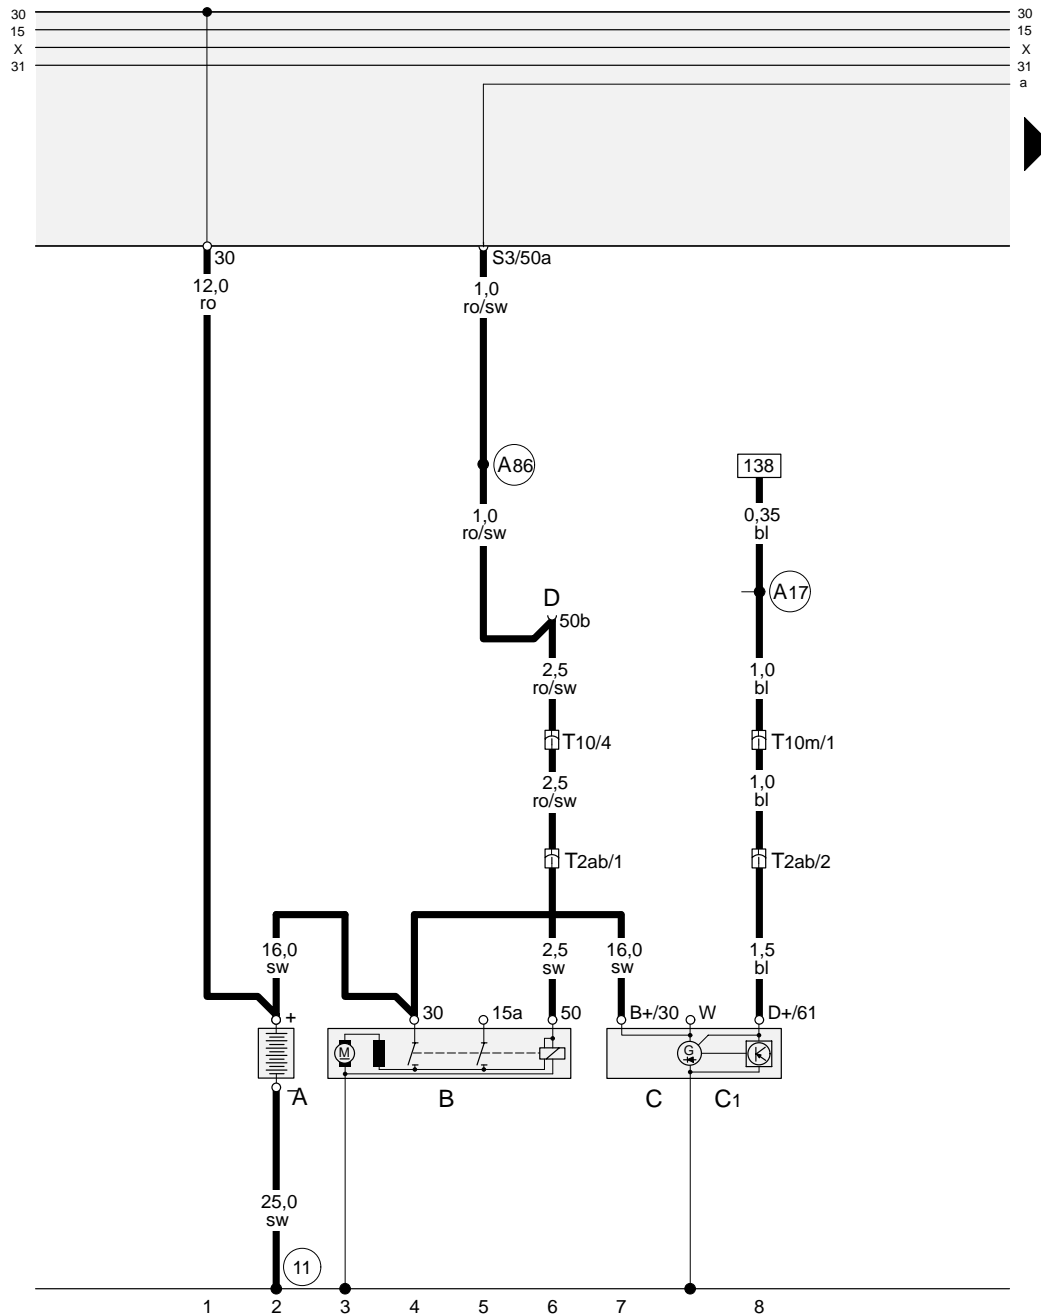 30 30
15 15
X X
31 31
a
30
S3/50a
12,0
ro
1,0
ro/sw
A86
138
1,0
ro/sw
0,35
bl
A17
D
50b
2,5
ro/sw
1,0
bl
T10/4
T10m/1
2,5
ro/sw
1,0
bl
T2ab/1
T2ab/2
16,0
sw
2,5
sw
16,0
sw
1,5
bl
+
30
15a
50
B+/30
W
D+/61
M
G
–
A
B
C
C1
25,0
sw
11
1 2 3 4 5 6 7 8